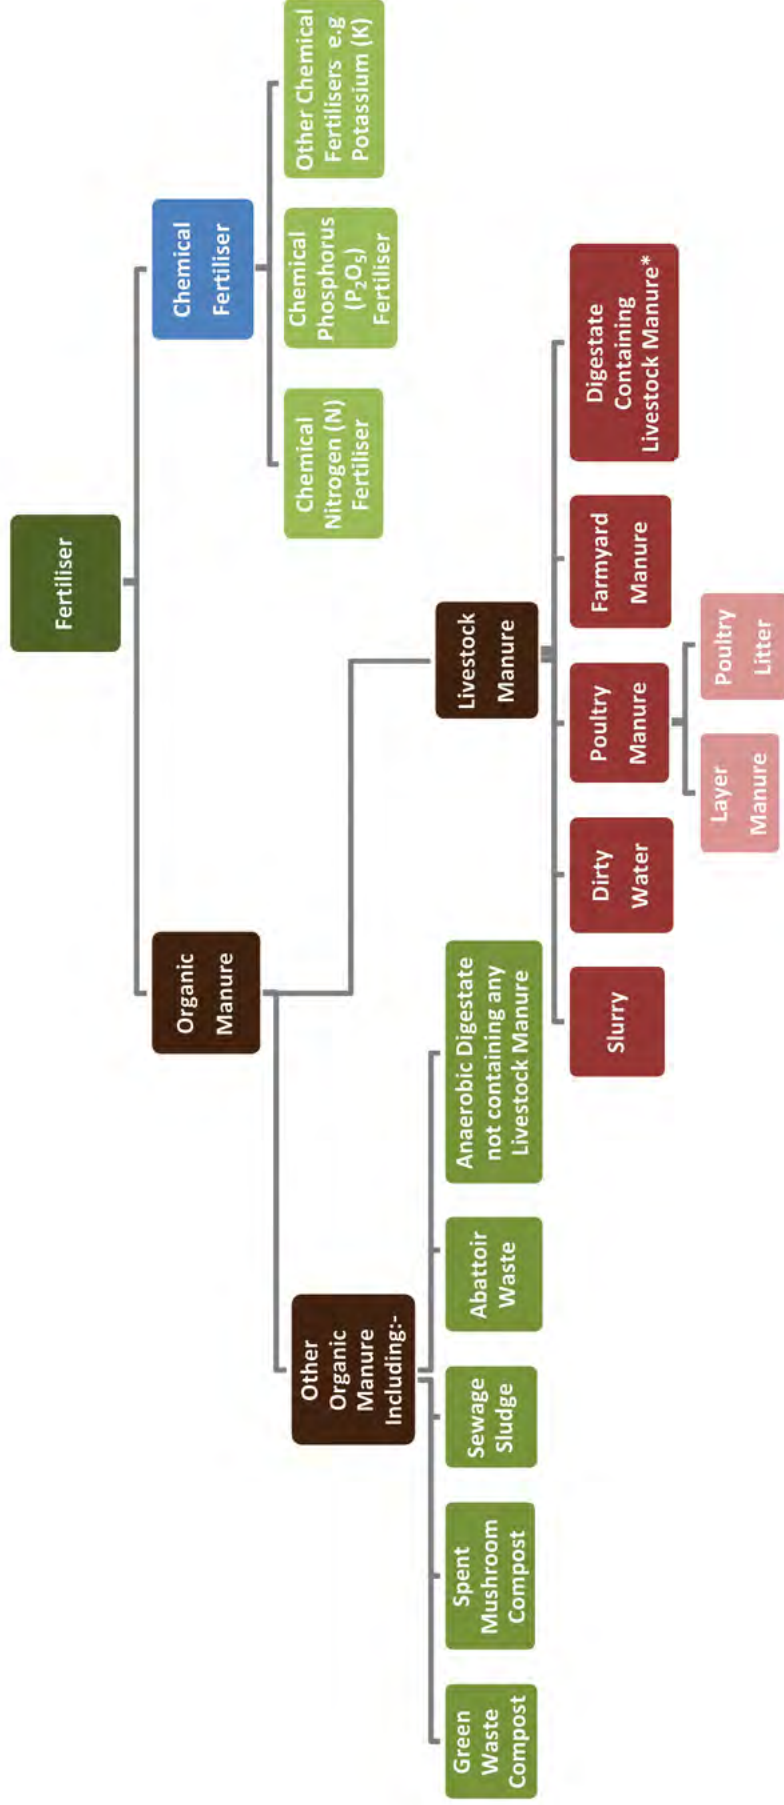 Fertiliser
Organic
Manure
Chemical
Fertiliser
Other
Organic
Manure
Including:-
Chemical
Nitrogen (N)
Fertiliser
Chemical
Phosphorus
(P₂O₅)
Fertiliser
Other Chemical
Fertilisers e.g
Potassium (K)
Livestock
Manure
Green
Waste
Compost
Spent
Mushroom
Compost
Sewage
Sludge
Abattoir
Waste
Anaerobic Digestate
not containing any
Livestock Manure
Slurry
Dirty
Water
Poultry
Manure
Farmyard
Manure
Digestate
Containing
Livestock Manure*
Layer
Manure
Poultry
Litter